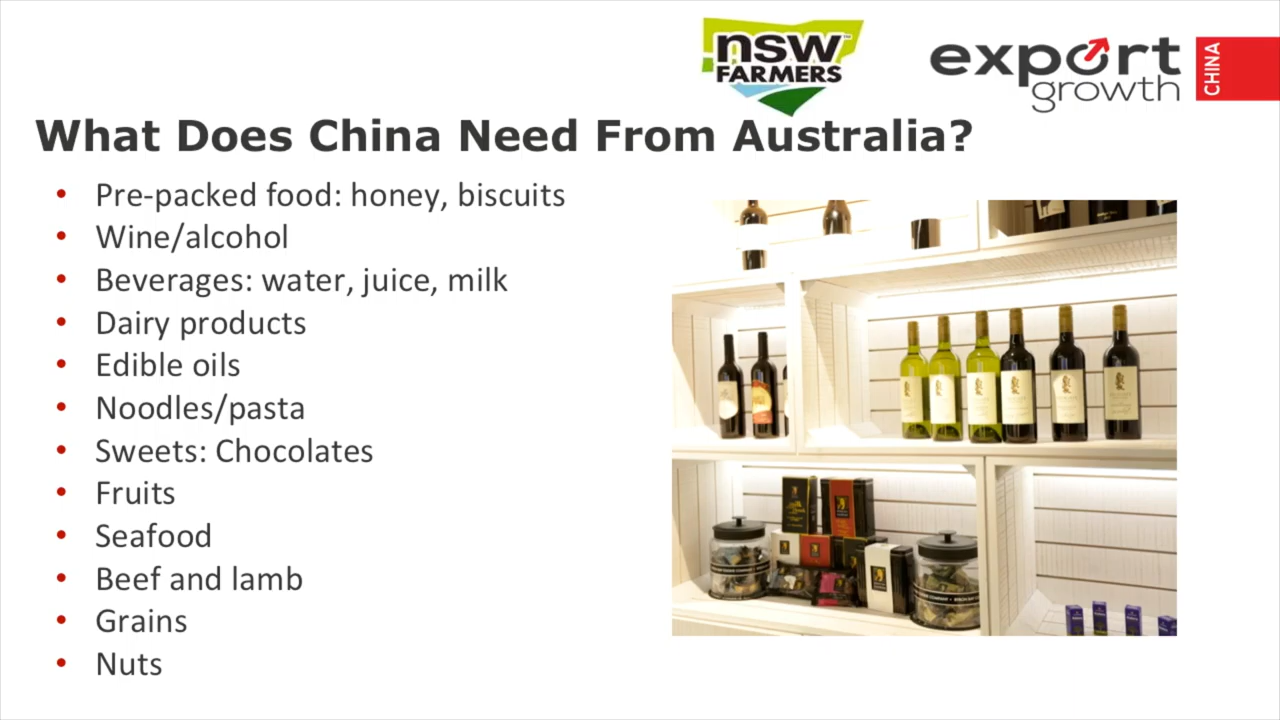 nsw
FARMERS
export
growth
CHINA
What Does China Need From Australia?
• Pre-packed food: honey, biscuits
• Wine/alcohol
• Beverages: water, juice, milk
• Dairy products
• Edible oils
• Noodles/pasta
• Sweets: Chocolates
• Fruits
• Seafood
• Beef and lamb
• Grains
• Nuts